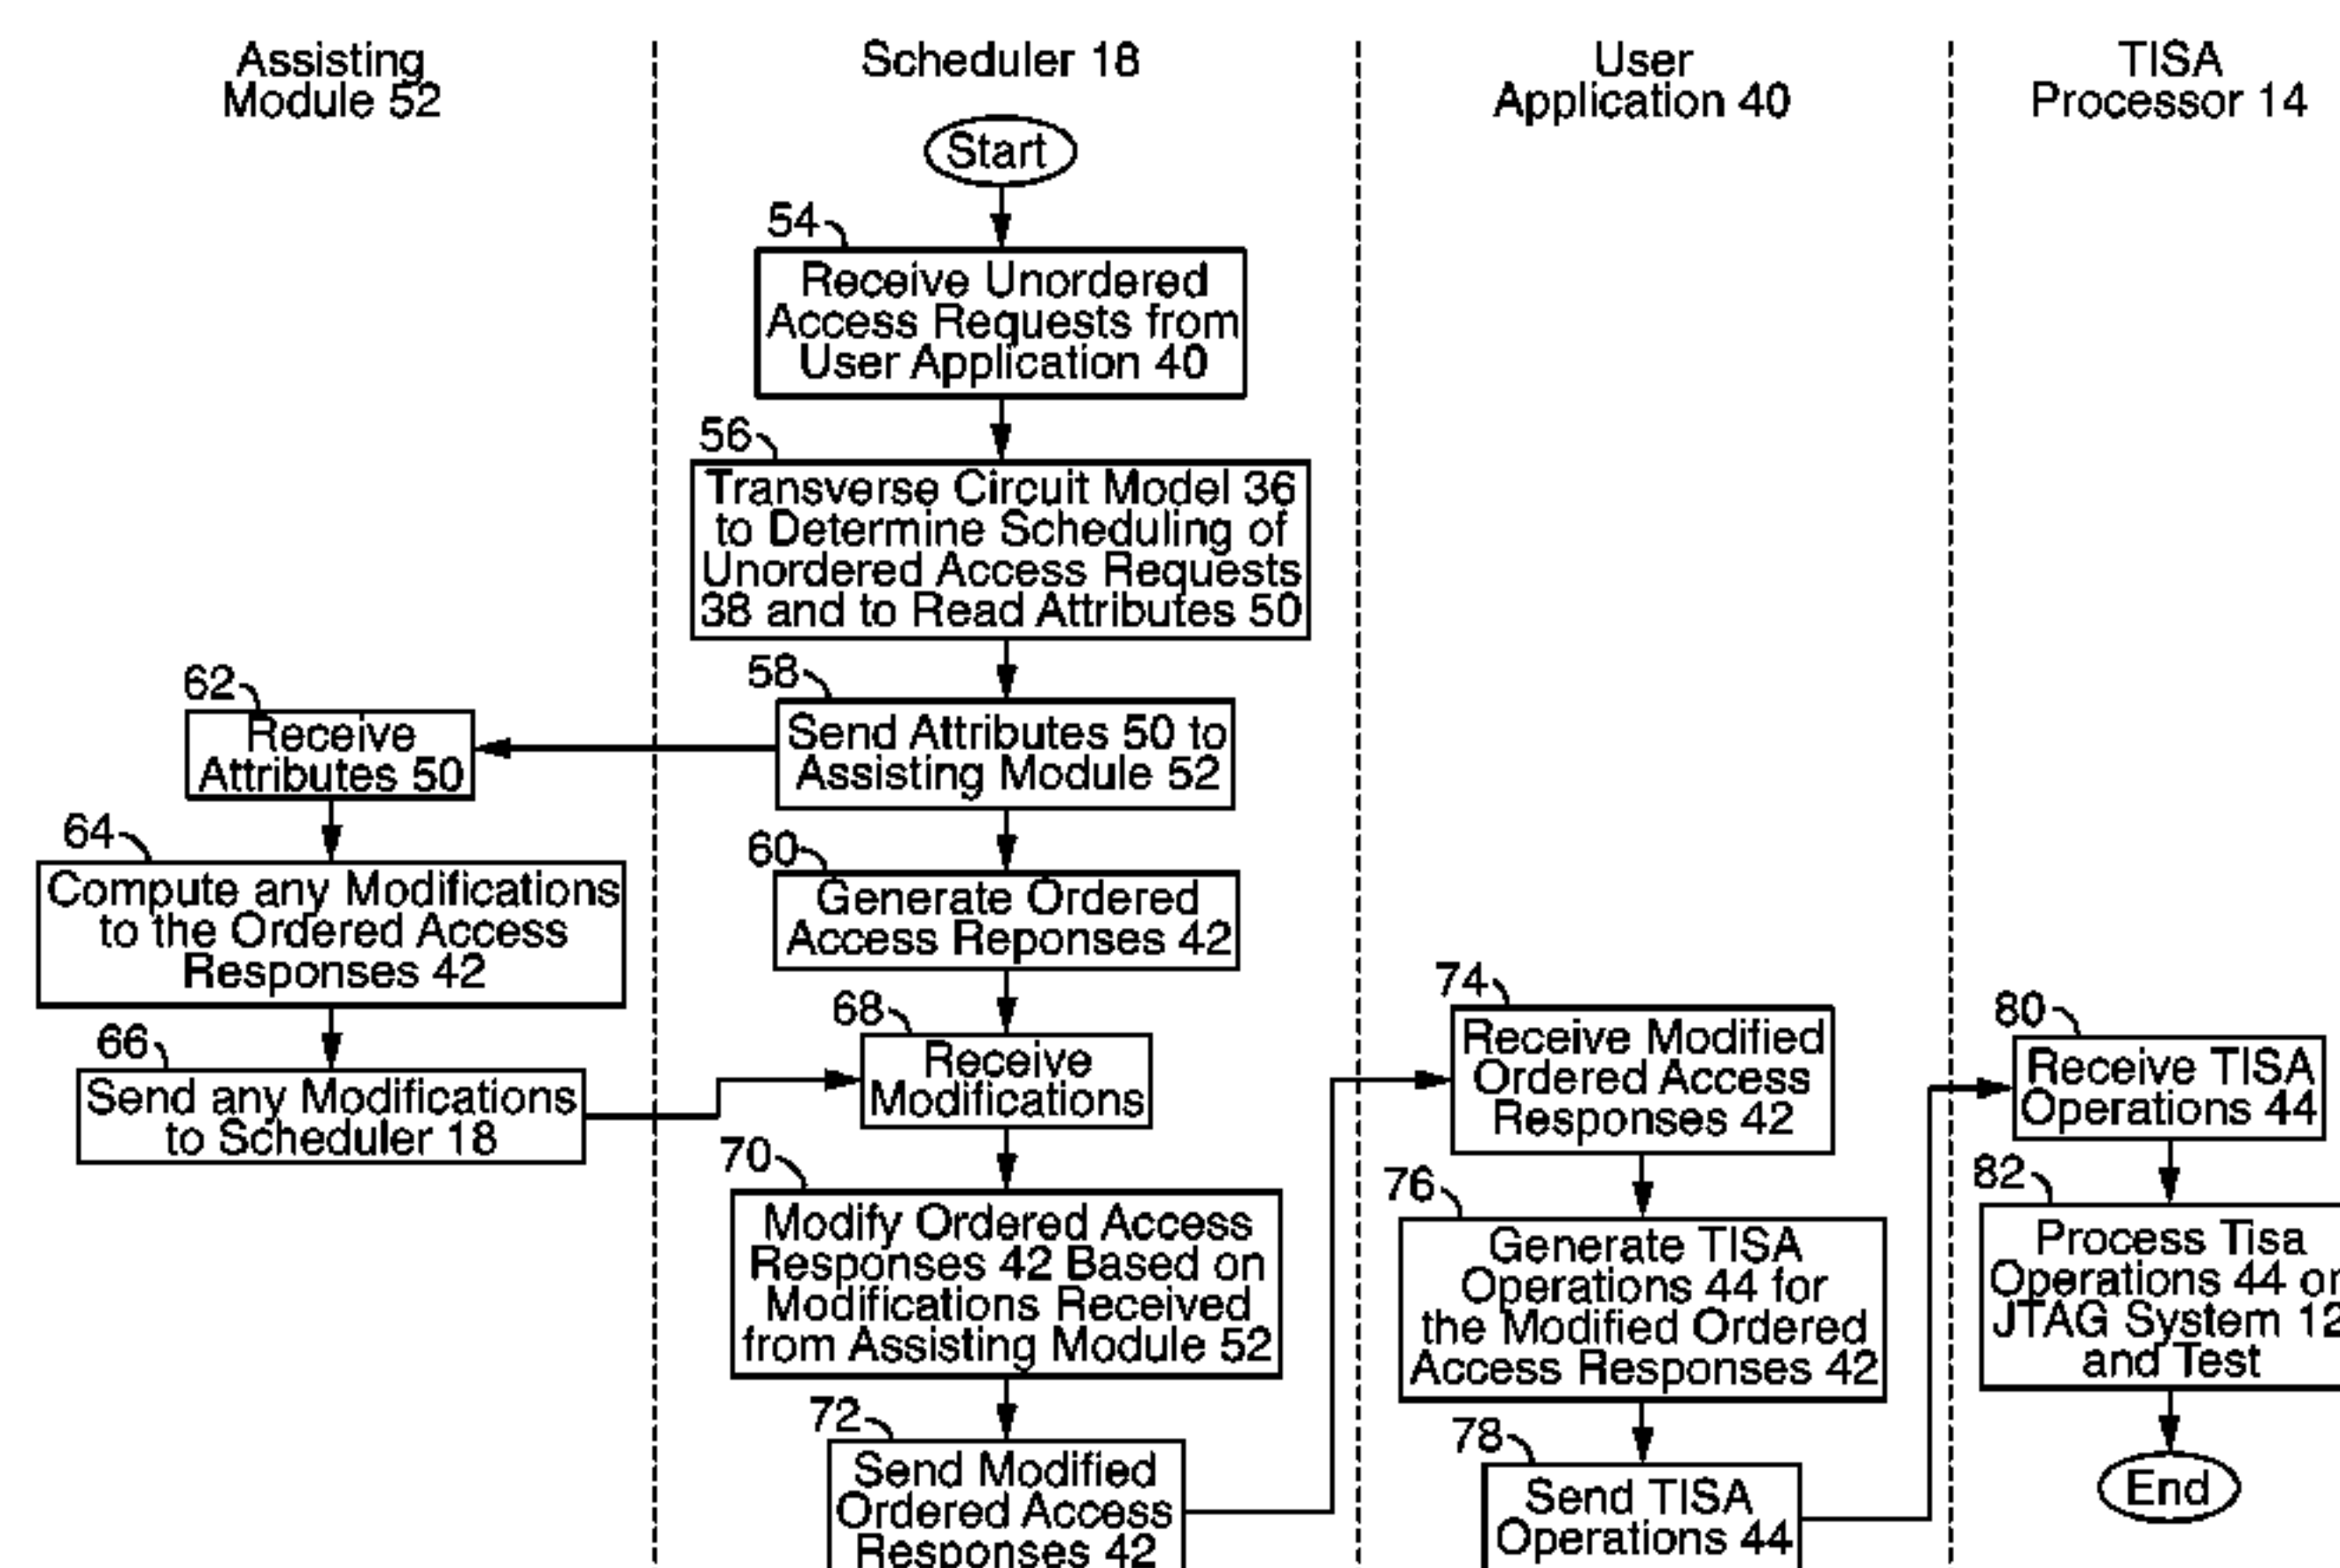 Assisting
Module 52
Scheduler 18
User
Application 40
TISA
Processor 14
Start
54
Receive Unordered
Access Requests from
User Application 40
56
Transverse Circuit Model 36
to Determine Scheduling of
Unordered Access Requests
38 and to Read Attributes 50
58
Send Attributes 50 to
Assisting Module 52
62
Receive
Attributes 50
64
Compute any Modifications
to the Ordered Access
Responses 42
66
Send any Modifications
to Scheduler 18
60
Generate Ordered
Access Reponses 42
68
Receive
Modifications
70
Modify Ordered Access
Responses 42 Based on
Modifications Received
from Assisting Module 52
72
Send Modified
Ordered Access
Responses 42
74
Receive Modified
Ordered Access
Responses 42
76
Generate TISA
Operations 44 for
the Modified Ordered
Access Responses 42
78
Send TISA
Operations 44
80
Receive TISA
Operations 44
82
Process Tisa
Operations 44 on
JTAG System 12
and Test
End